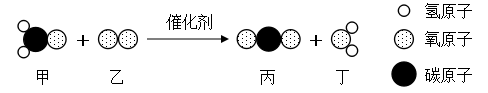 催化剂
+ +
甲 乙 丙 丁
氢原子
氧原子
碳原子